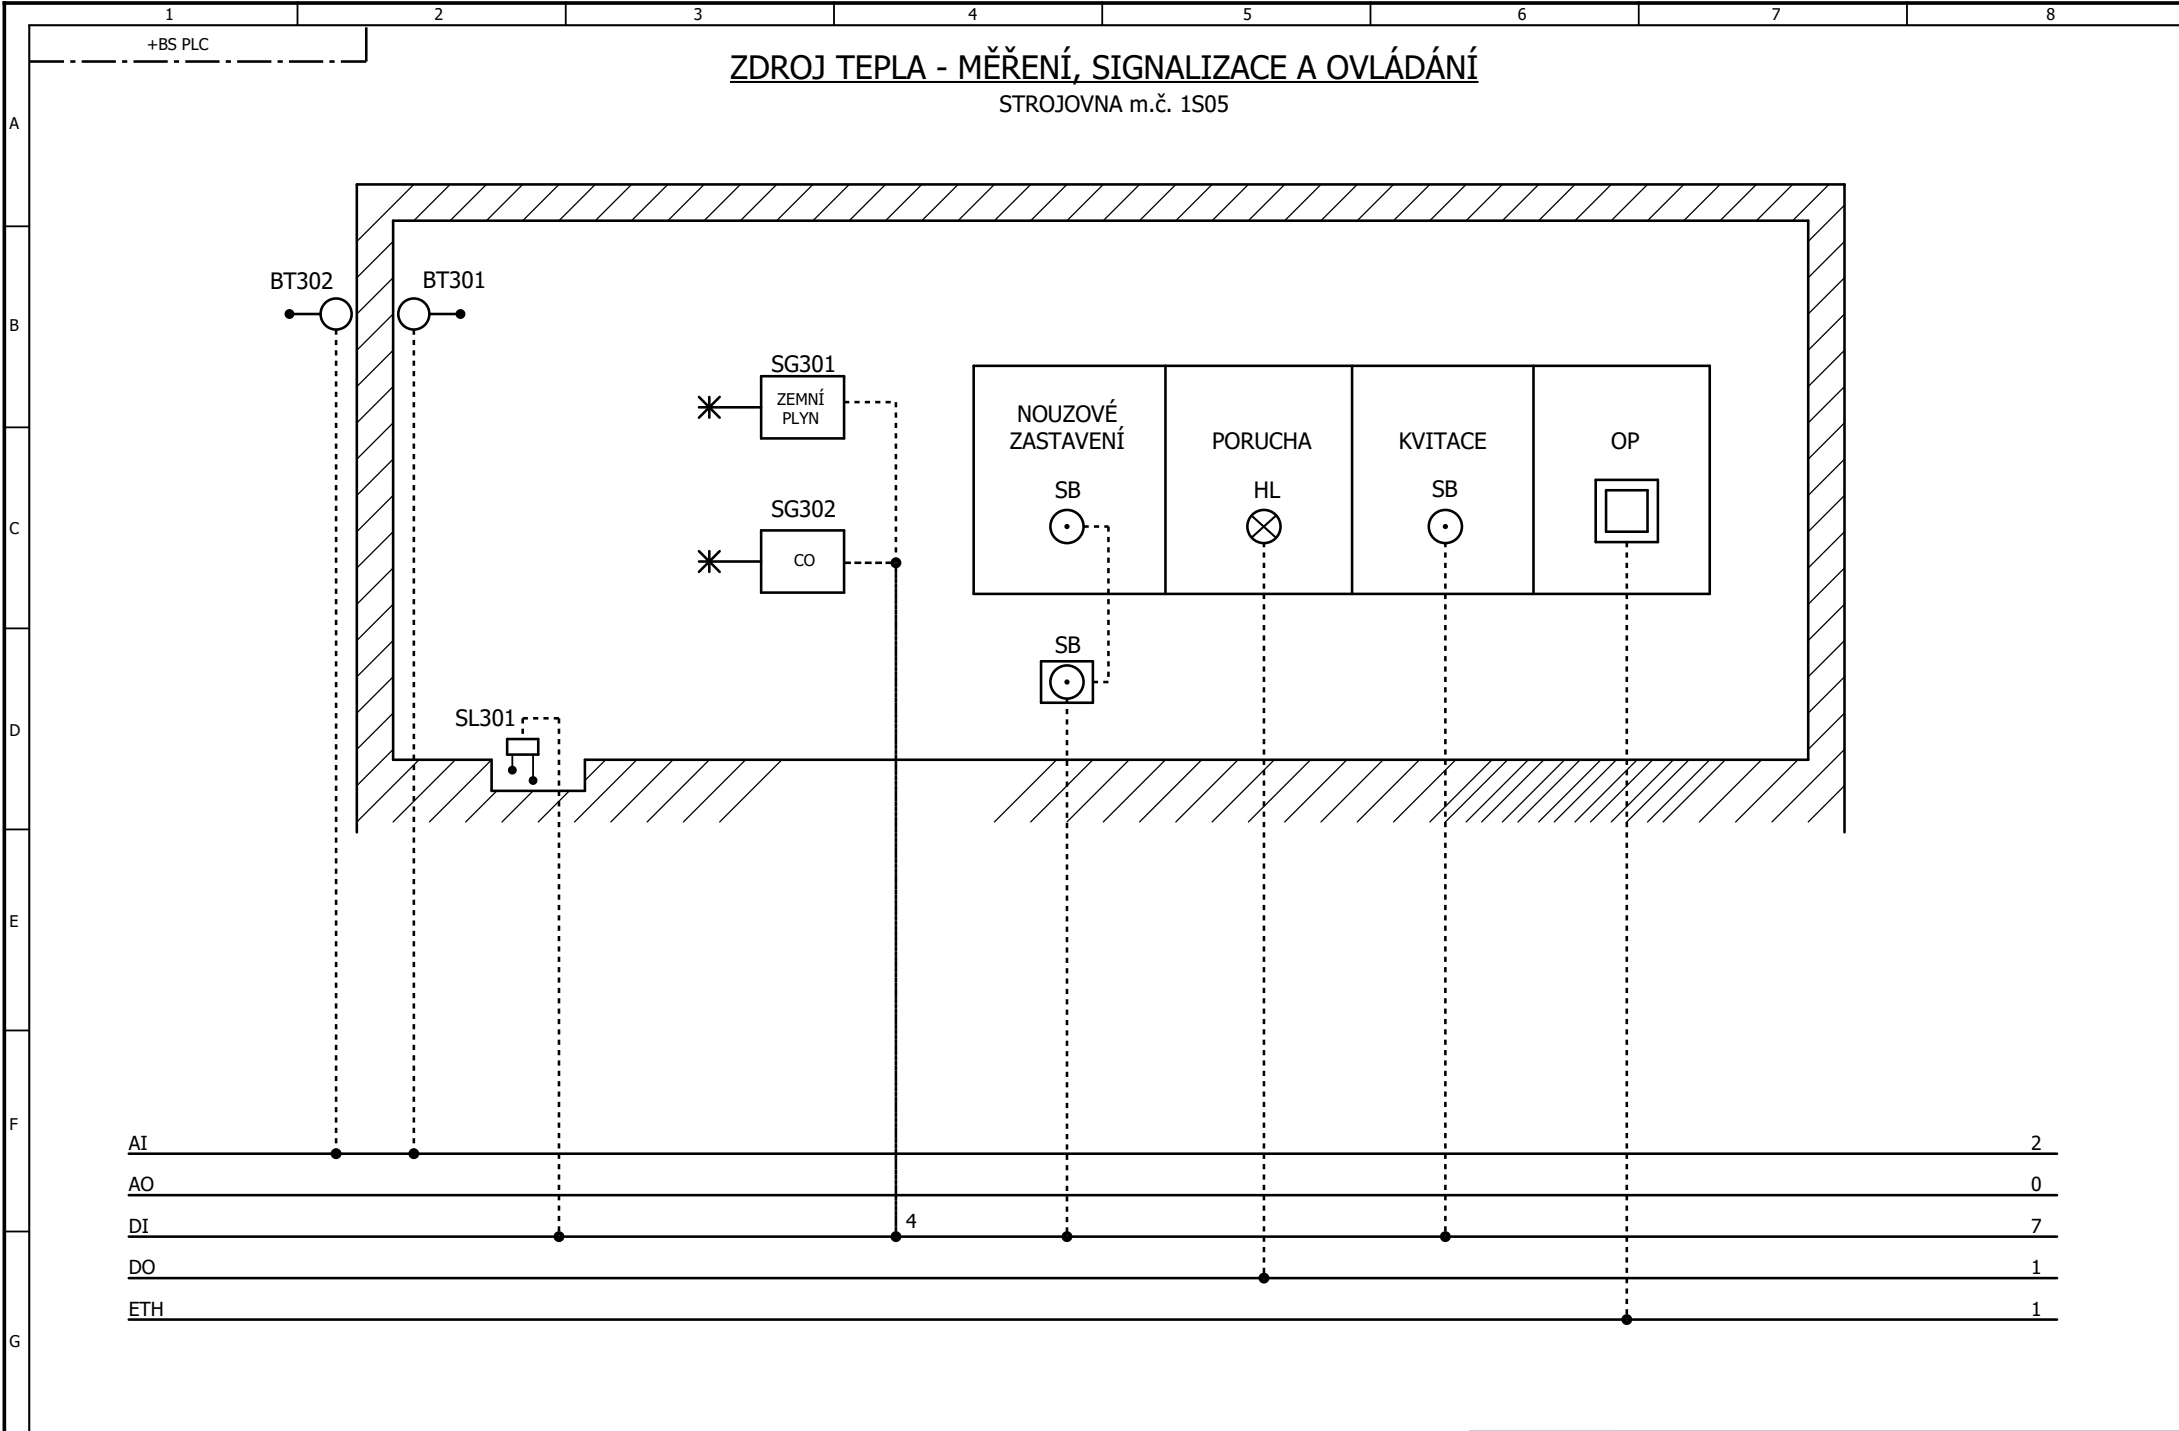 1 2 3 4 5 6 7 8
+BS PLC
ZDROJ TEPLA - MĚŘENÍ, SIGNALIZACE A OVLÁDÁNÍ
STROJOVNA m.č. 1S05
A
B
C
D
E
F
G
BT302
BT301
SG301
ZEMNÍ
PLYN
SG302
CO
SL301
NOUZOVÉ
ZASTAVENÍ
SB
SB
PORUCHA
HL
KVITACE
SB
OP
AI 2
AO 0
DI 4 7
DO 1
ETH 1